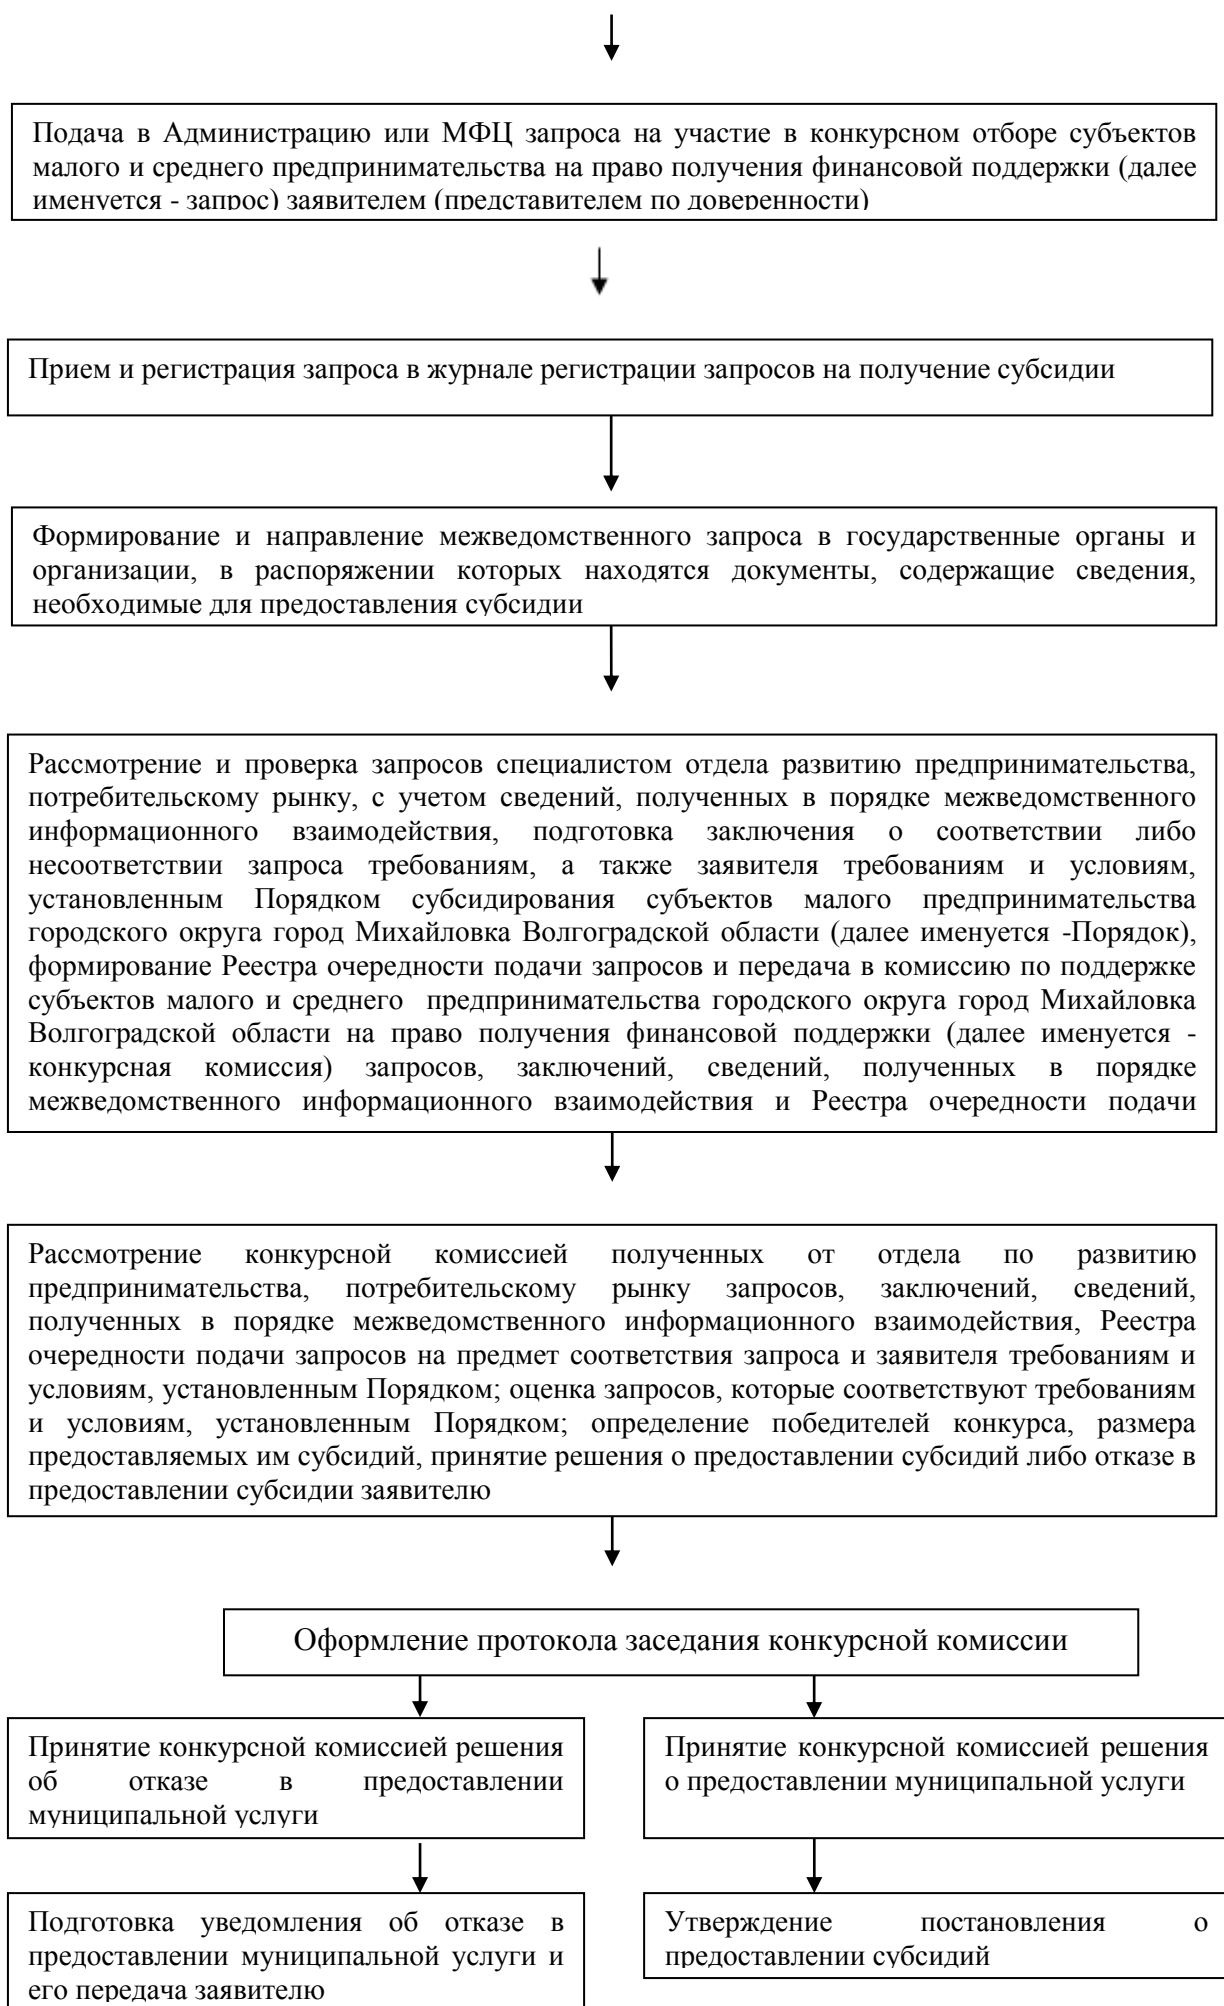 Подача в Администрацию или МФЦ запроса на участие в конкурсном отборе субъектов
малого и среднего предпринимательства на право получения финансовой поддержки (далее
именуется - запрос) заявителем (представителем по доверенности)
Прием и регистрация запроса в журнале регистрации запросов на получение субсидии
Формирование и направление межведомственного запроса в государственные органы и
организации, в распоряжении которых находятся документы, содержащие сведения,
необходимые для предоставления субсидии
Рассмотрение и проверка запросов специалистом отдела развитию предпринимательства,
потребительскому рынку, с учетом сведений, полученных в порядке межведомственного
информационного взаимодействия, подготовка заключения о соответствии либо
несоответствии запроса требованиям, а также заявителя требованиям и условиям,
установленным Порядком субсидирования субъектов малого предпринимательства
городского округа город Михайловка Волгоградской области (далее именуется -Порядок),
формирование Реестра очередности подачи запросов и передача в комиссию по поддержке
субъектов малого и среднего предпринимательства городского округа город Михайловка
Волгоградской области на право получения финансовой поддержки (далее именуется -
конкурсная комиссия) запросов, заключений, сведений, полученных в порядке
межведомственного информационного взаимодействия и Реестра очередности подачи
Рассмотрение конкурсной комиссией полученных от отдела по развитию
предпринимательства, потребительскому рынку запросов, заключений, сведений,
полученных в порядке межведомственного информационного взаимодействия, Реестра
очередности подачи запросов на предмет соответствия запроса и заявителя требованиям и
условиям, установленным Порядком; оценка запросов, которые соответствуют требованиям
и условиям, установленным Порядком; определение победителей конкурса, размера
предоставляемых им субсидий, принятие решения о предоставлении субсидий либо отказе в
предоставлении субсидии заявителю
Оформление протокола заседания конкурсной комиссии
Принятие конкурсной комиссией решения
об отказе в предоставлении
муниципальной услуги
Принятие конкурсной комиссией решения
о предоставлении муниципальной услуги
Подготовка уведомления об отказе в
предоставлении муниципальной услуги и
его передача заявителю
Утверждение постановления о
предоставлении субсидий